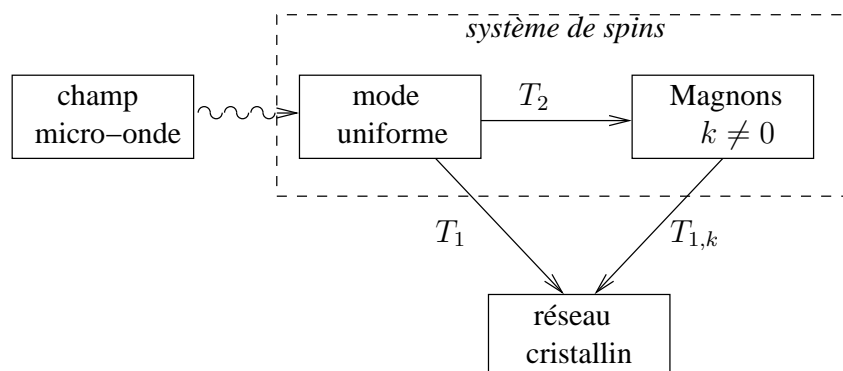 système de spins
champ
micro–onde
mode
uniforme
T₂
Magnons
k ≠ 0
T₁
T₁,ₖ
réseau
cristallin